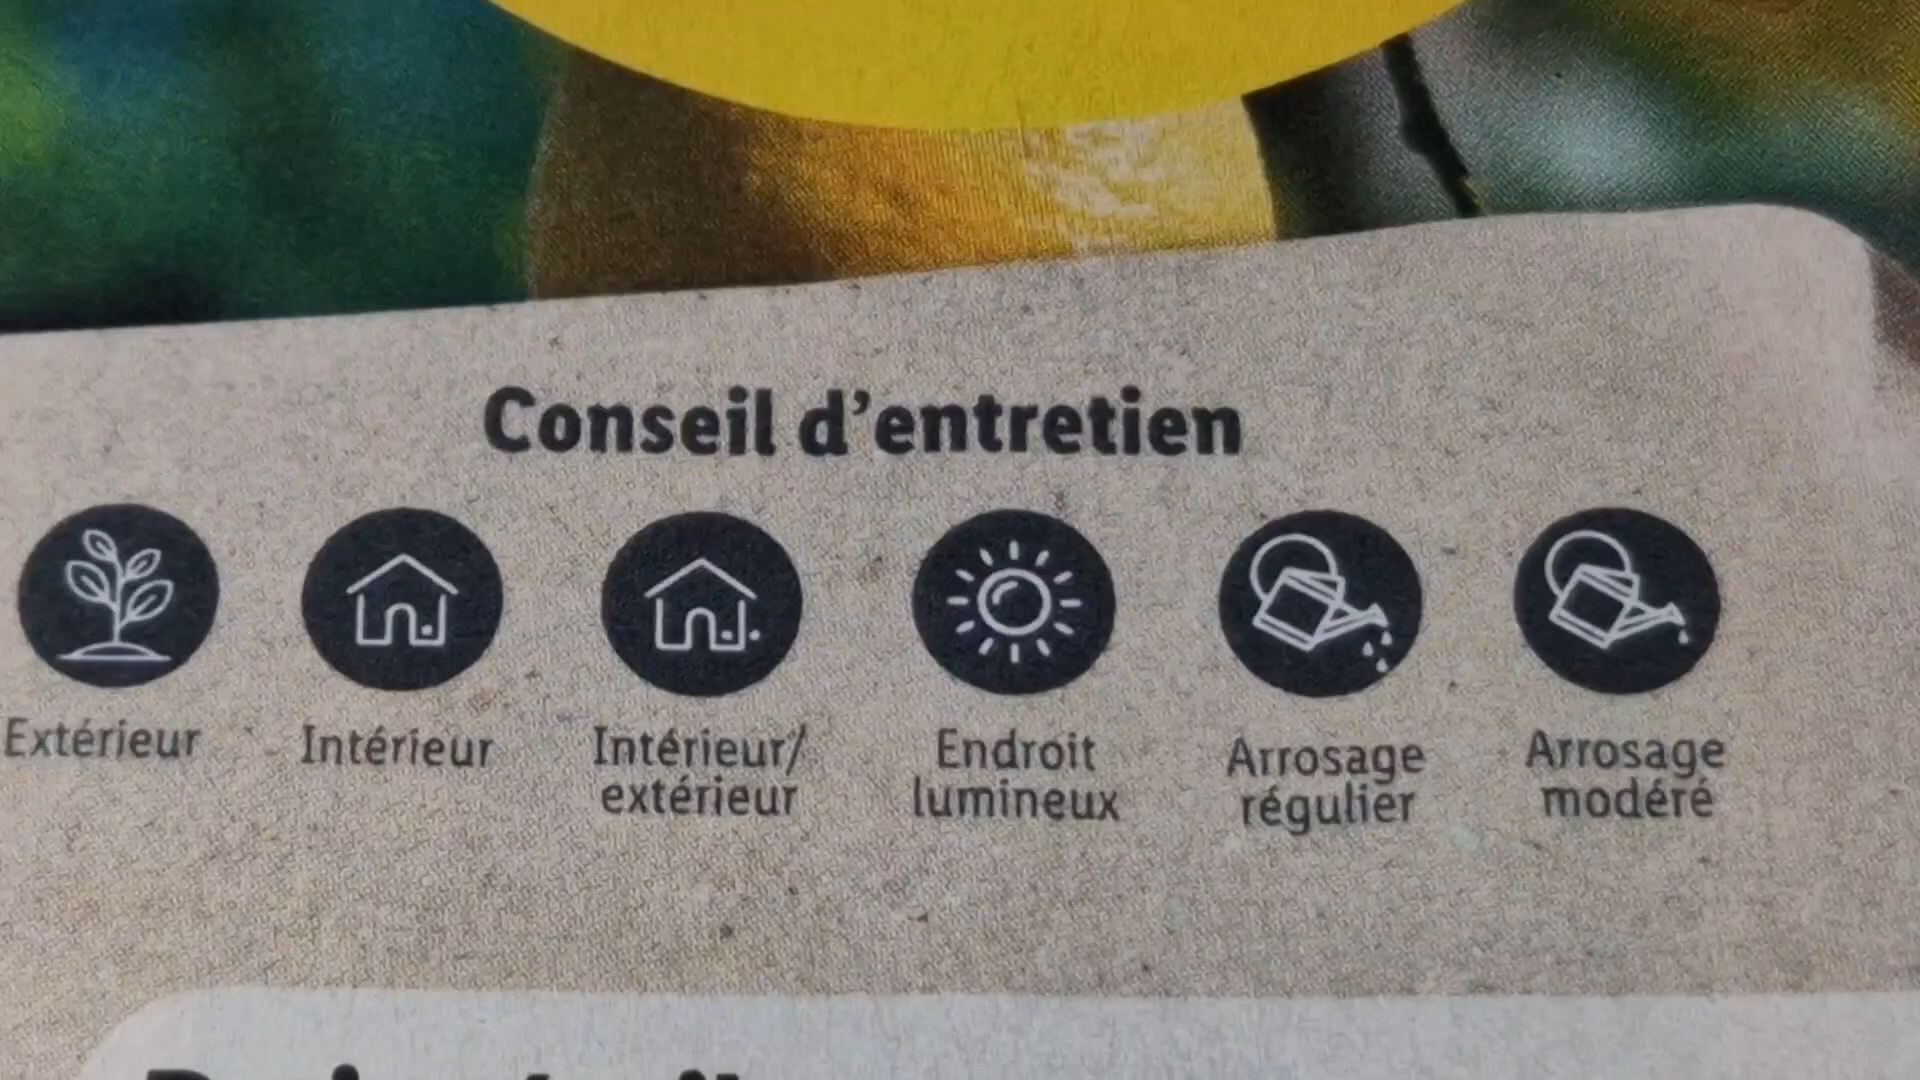 Conseil d'entretien
Extérieur
Intérieur
Intérieur/
extérieur
Endroit
lumineux
Arrosage
régulier
Arrosage
modéré